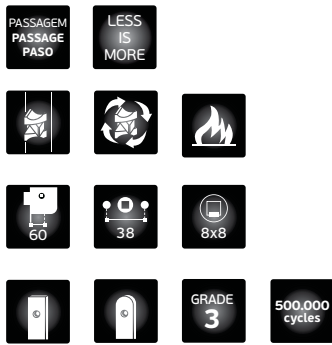 PASSAGEM
PASSAGE
PASO
LESS
IS
MORE
60
38
8x8
GRADE
3
500.000
cycles